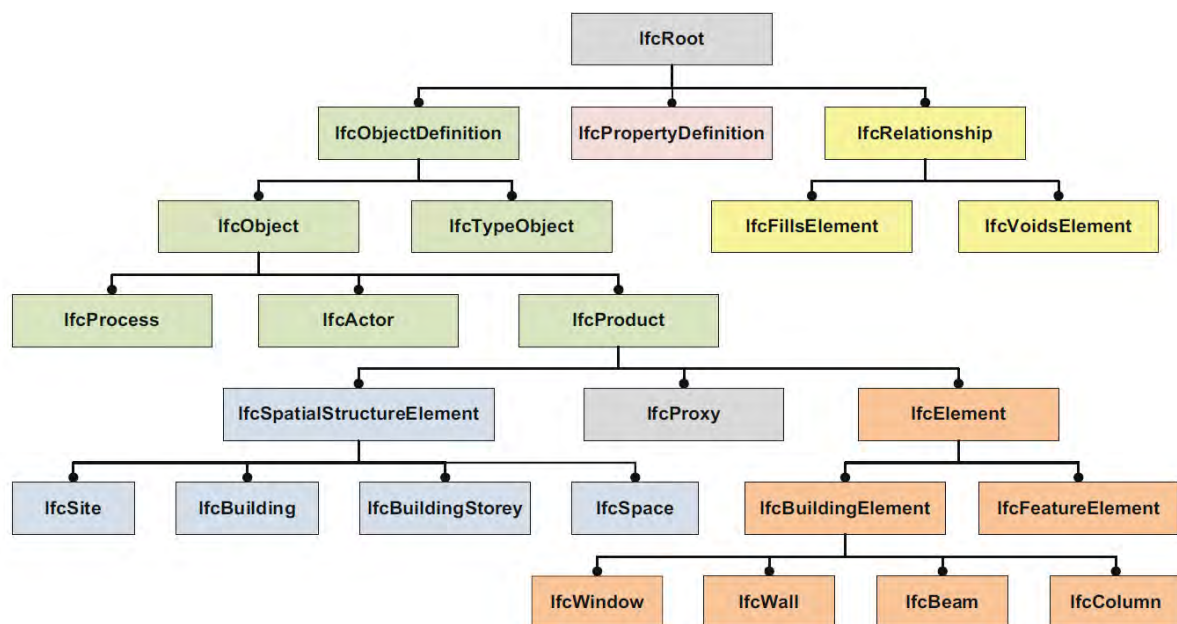 IfcRoot
IfcObjectDefinition
IfcPropertyDefinition
IfcRelationship
IfcObject
IfcTypeObject
IfcFillsElement
IfcVoidsElement
IfcProcess
IfcActor
IfcProduct
IfcSpatialStructureElement
IfcProxy
IfcElement
IfcSite
IfcBuilding
IfcBuildingStorey
IfcSpace
IfcBuildingElement
IfcFeatureElement
IfcWindow
IfcWall
IfcBeam
IfcColumn